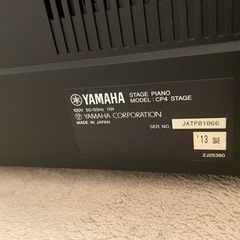 YAMAHA STAGE PIANO
MODEL: CP4 STAGE
100V 50/60Hz 11W
YAMAHA CORPORATION
MADE IN JAPAN
SER NO. JATP01066
'13 製
ZJ25390